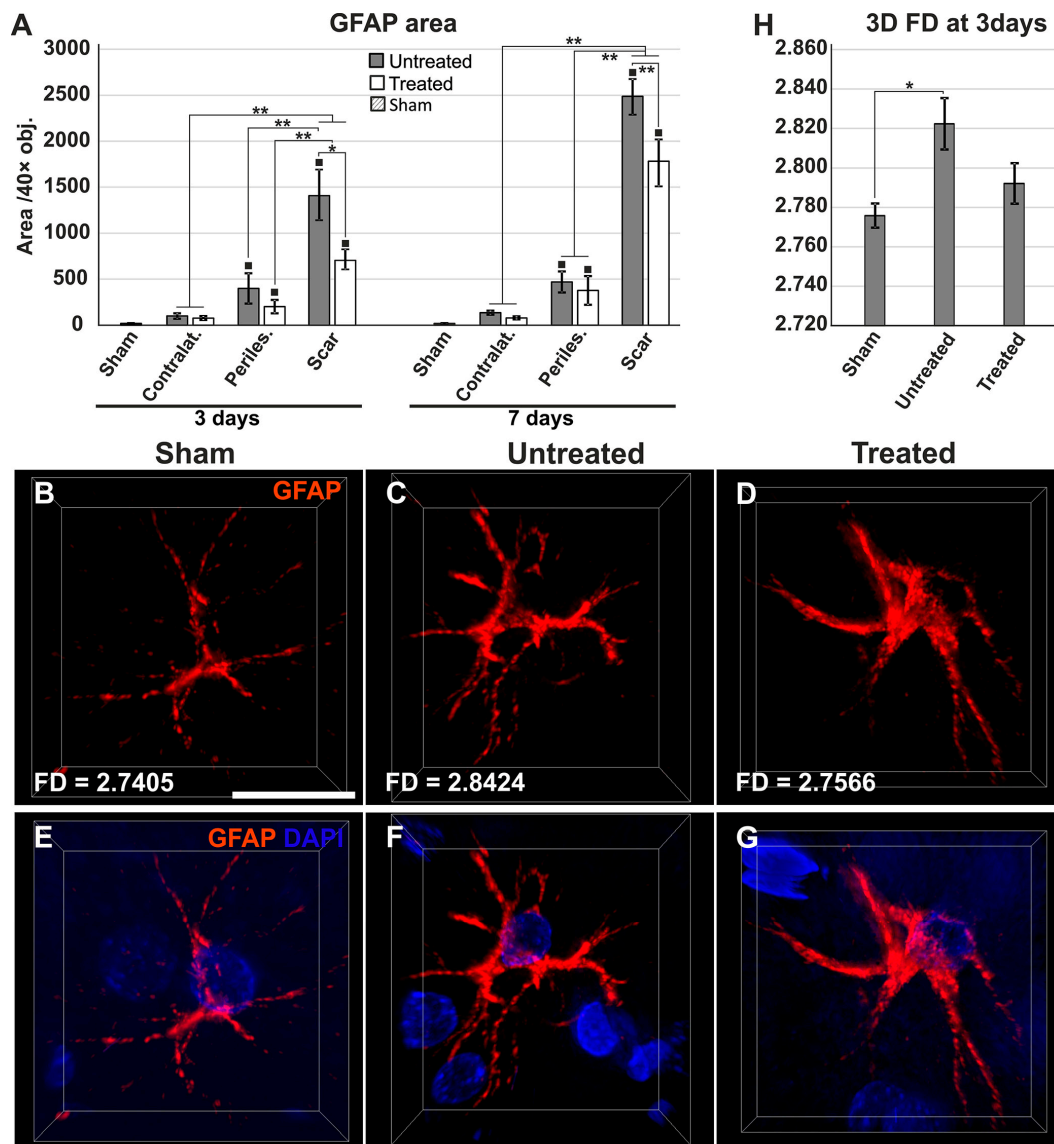 A
GFAP area
3000
2500
2000
1500
1000
500
0
Area /40× obj.
Untreated
Treated
Sham
**
**
**
*
**
**
**
Sham
Contralat.
Periles.
Scar
Sham
Contralat.
Periles.
Scar
3 days
7 days
H
3D FD at 3days
2.860
2.840
2.820
2.800
2.780
2.760
2.740
2.720
*
Sham
Untreated
Treated
Sham
Untreated
Treated
B
GFAP
FD = 2.7405
C
FD = 2.8424
D
FD = 2.7566
E
GFAP DAPI
F
G